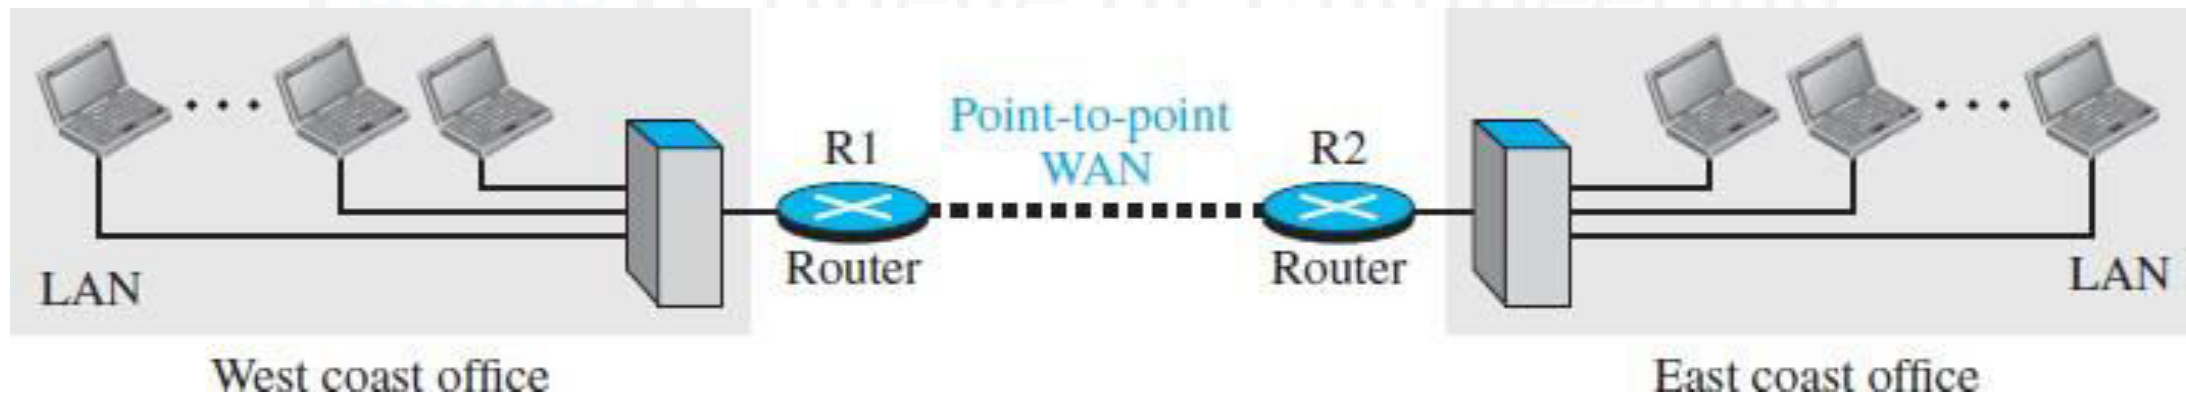 R1
Point-to-point
WAN
R2
Router
Router
LAN
LAN
West coast office
East coast office